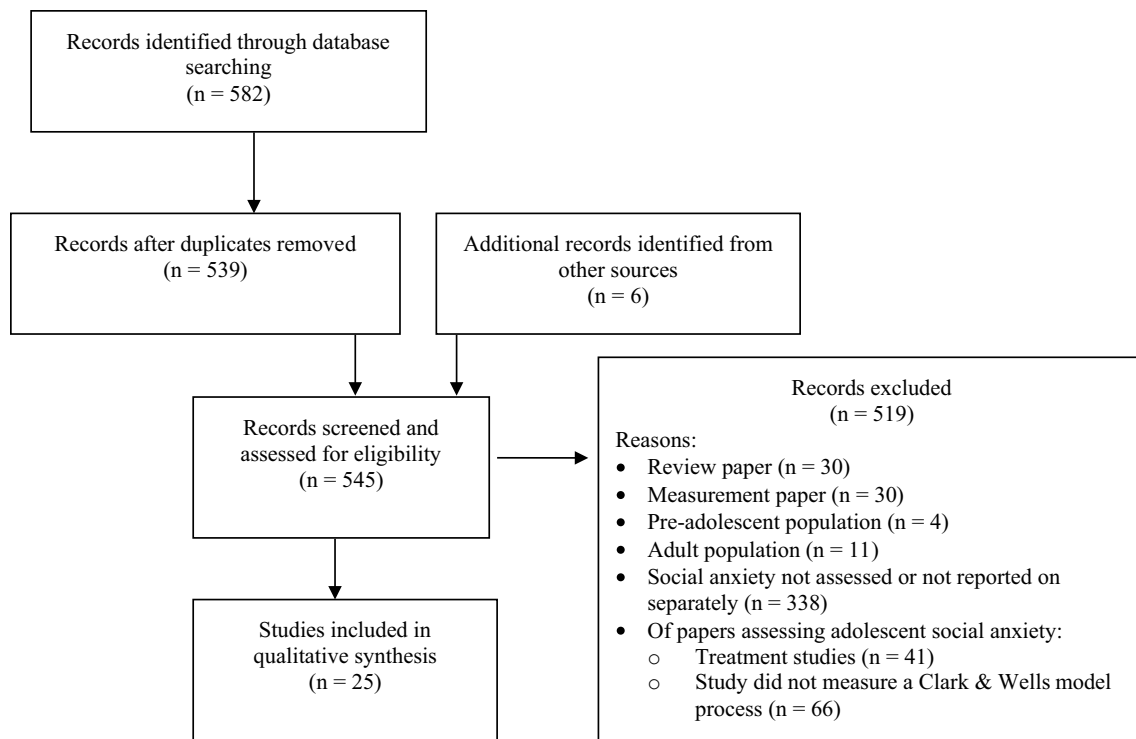 Records identified through database
searching
(n = 582)
Records after duplicates removed
(n = 539)
Additional records identified from
other sources
(n = 6)
Records screened and
assessed for eligibility
(n = 545)
Records excluded
(n = 519)
Reasons:
• Review paper (n = 30)
• Measurement paper (n = 30)
• Pre-adolescent population (n = 4)
• Adult population (n = 11)
• Social anxiety not assessed or not reported on
separately (n = 338)
• Of papers assessing adolescent social anxiety:
o Treatment studies (n = 41)
o Study did not measure a Clark & Wells model
process (n = 66)
Studies included in
qualitative synthesis
(n = 25)